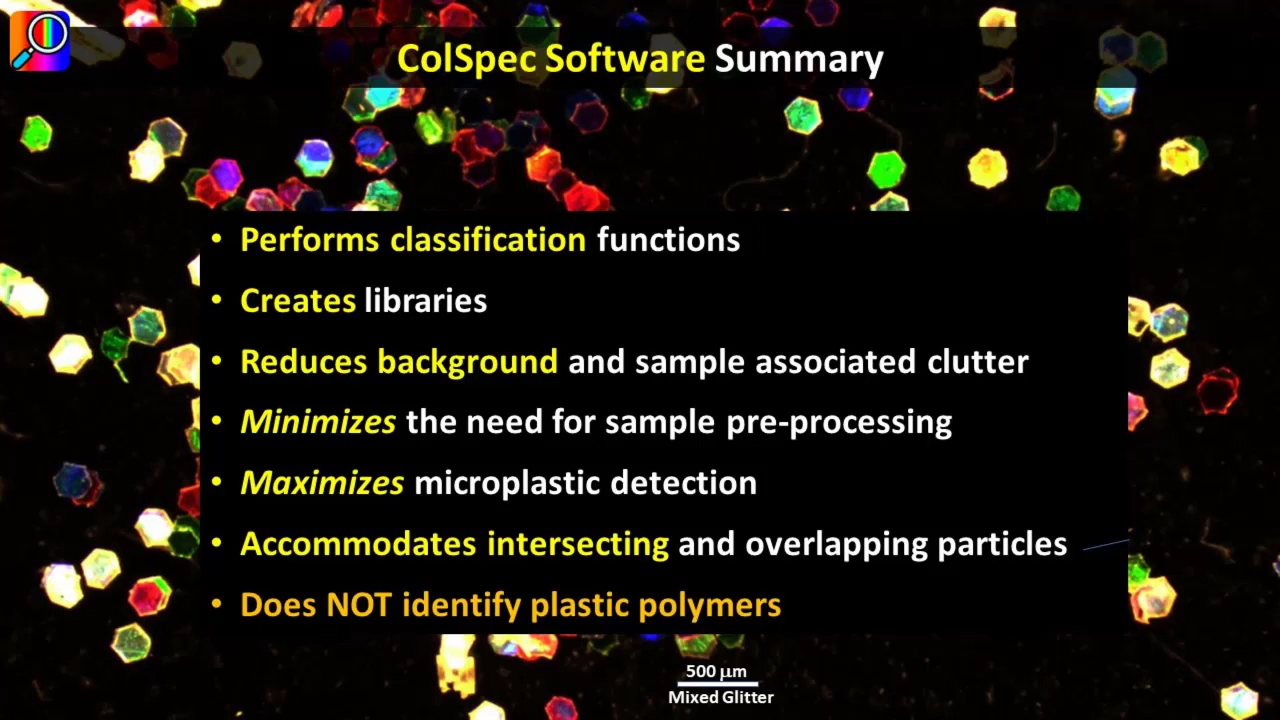 ColSpec Software Summary
• Performs classification functions
• Creates libraries
• Reduces background and sample associated clutter
• Minimizes the need for sample pre-processing
• Maximizes microplastic detection
• Accommodates intersecting and overlapping particles
• Does NOT identify plastic polymers
500 μm
Mixed Glitter